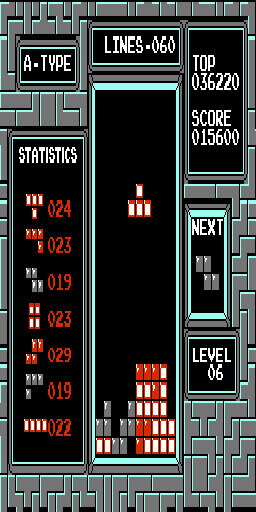 LINES-060
A-TYPE
TOP
036220
SCORE
015600
STATISTICS
024
023
019
023
029
019
022
NEXT
LEVEL
06